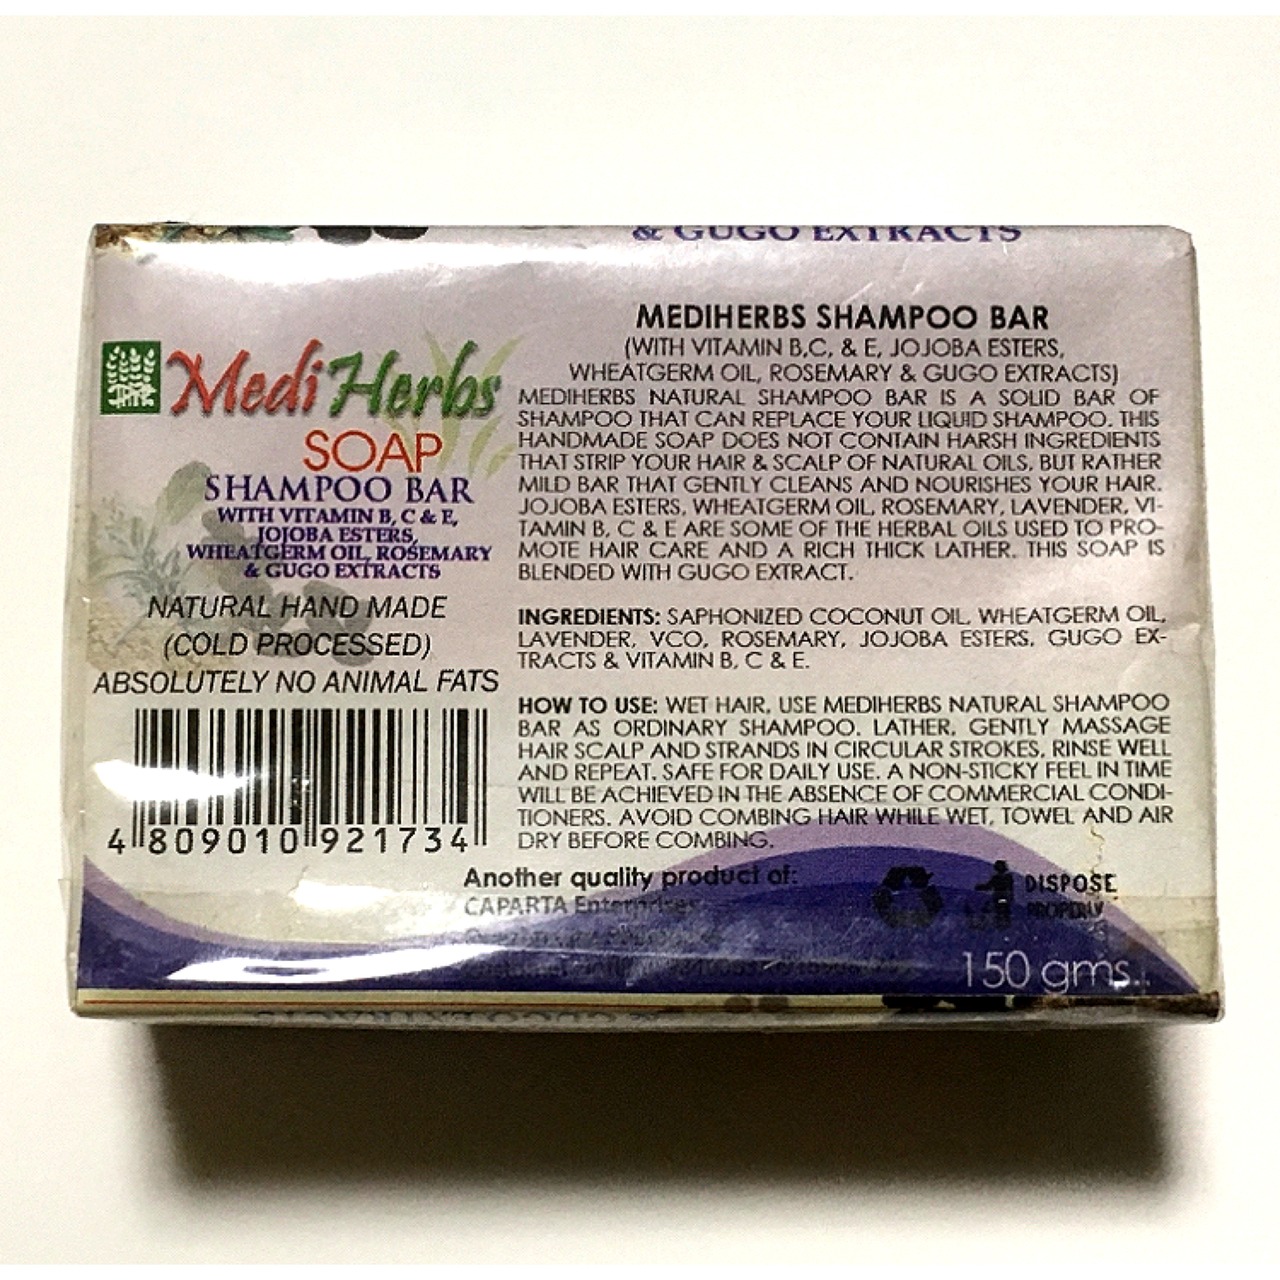 & GUGO EXTRACTS
MediHerbs
SOAP
SHAMPOO BAR
WITH VITAMIN B, C & E,
JOJOBA ESTERS,
WHEATGERM OIL, ROSEMARY
& GUGO EXTRACTS
NATURAL HAND MADE
(COLD PROCESSED)
ABSOLUTELY NO ANIMAL FATS
4 809010 921734
MEDIHERBS SHAMPOO BAR
(WITH VITAMIN B,C, & E, JOJOBA ESTERS,
WHEATGERM OIL, ROSEMARY & GUGO EXTRACTS)
MEDIHERBS NATURAL SHAMPOO BAR IS A SOLID BAR OF
SHAMPOO THAT CAN REPLACE YOUR LIQUID SHAMPOO. THIS
HANDMADE SOAP DOES NOT CONTAIN HARSH INGREDIENTS
THAT STRIP YOUR HAIR & SCALP OF NATURAL OILS, BUT RATHER
MILD BAR THAT GENTLY CLEANS AND NOURISHES YOUR HAIR.
JOJOBA ESTERS, WHEATGERM OIL, ROSEMARY, LAVENDER, VI-
TAMIN B, C & E ARE SOME OF THE HERBAL OILS USED TO PRO-
MOTE HAIR CARE AND A RICH THICK LATHER. THIS SOAP IS
BLENDED WITH GUGO EXTRACT.
INGREDIENTS: SAPHONIZED COCONUT OIL, WHEATGERM OIL,
LAVENDER, VCO, ROSEMARY, JOJOBA ESTERS, GUGO EX-
TRACTS & VITAMIN B, C & E.
HOW TO USE: WET HAIR, USE MEDIHERBS NATURAL SHAMPOO
BAR AS ORDINARY SHAMPOO. LATHER, GENTLY MASSAGE
HAIR SCALP AND STRANDS IN CIRCULAR STROKES, RINSE WELL
AND REPEAT. SAFE FOR DAILY USE. A NON-STICKY FEEL IN TIME
WILL BE ACHIEVED IN THE ABSENCE OF COMMERCIAL CONDI-
TIONERS. AVOID COMBING HAIR WHILE WET, TOWEL AND AIR
DRY BEFORE COMBING.
Another quality product of:
CAPARTA Enterprises
DISPOSE
PROPERLY
150 gms.
& GUGO EXTRACTS